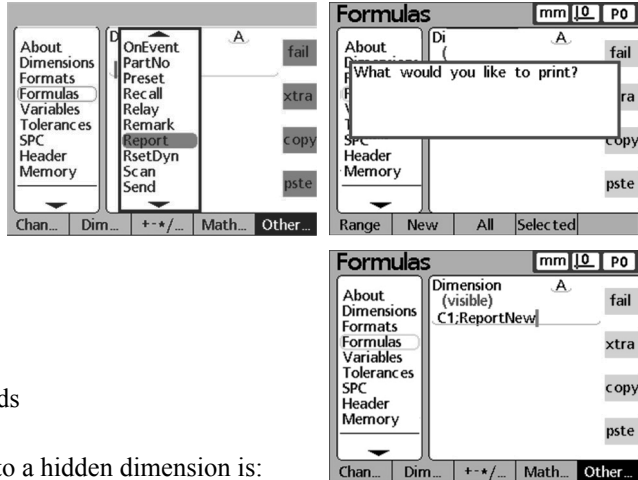 About
Dimensions
Formats
Formulas
Variables
Tolerances
SPC
Header
Memory
D
OnEvent
PartNo
Preset
Recall
Relay
Remark
Report
RsetDyn
Scan
Send
A
fail
xtra
copy
pste
Chan... Dim... +-*/... Math... Other...
Formulas mm P0
About
Di A
(
fail
What would you like to print?
ra
SPC
copy
Header
Memory
pste
Range New All Selected
Formulas mm P0
About
Dimensions
Formats
Formulas
Variables
Tolerances
SPC
Header
Memory
Dimension A
(visible)
C1;ReportNew
fail
xtra
copy
pste
Chan... Dim... +-*/... Math... Other...
ds
to a hidden dimension is: